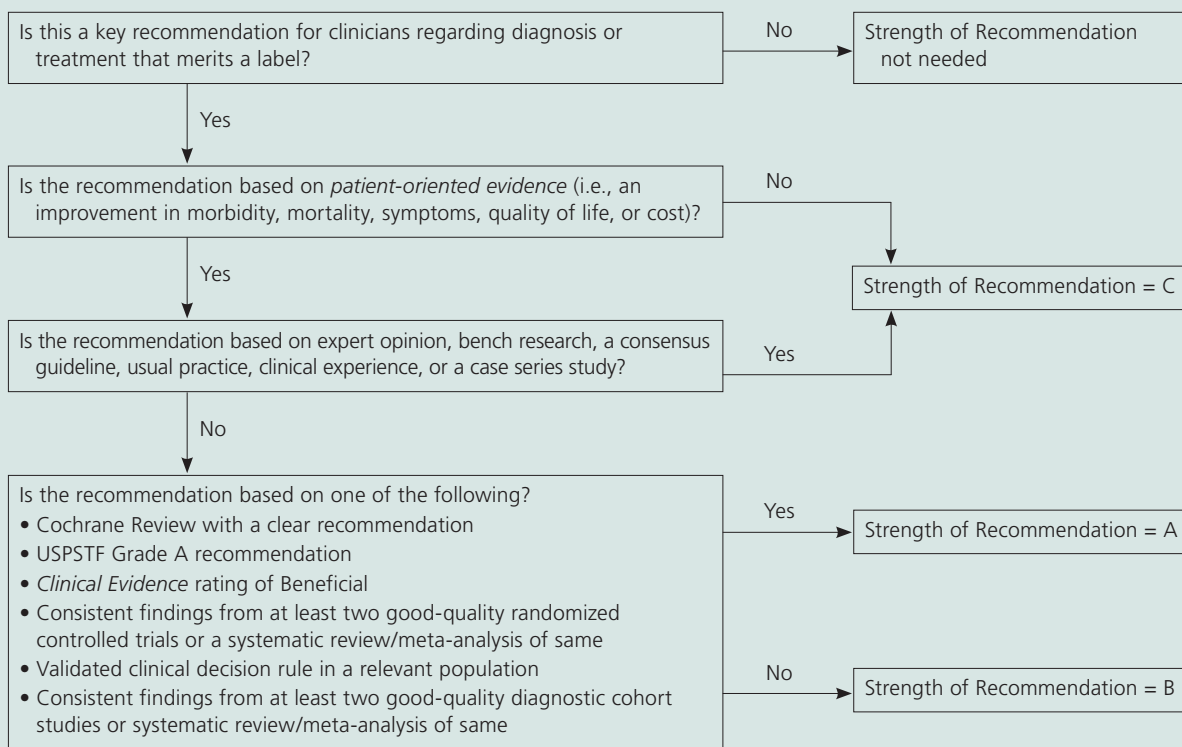 Is this a key recommendation for clinicians regarding diagnosis or
treatment that merits a label?
No
Strength of Recommendation
not needed
Yes
Is the recommendation based on patient-oriented evidence (i.e., an
improvement in morbidity, mortality, symptoms, quality of life, or cost)?
No
Yes
Strength of Recommendation = C
Is the recommendation based on expert opinion, bench research, a consensus
guideline, usual practice, clinical experience, or a case series study?
Yes
No
Is the recommendation based on one of the following?
• Cochrane Review with a clear recommendation
• USPSTF Grade A recommendation
• Clinical Evidence rating of Beneficial
• Consistent findings from at least two good-quality randomized
controlled trials or a systematic review/meta-analysis of same
• Validated clinical decision rule in a relevant population
• Consistent findings from at least two good-quality diagnostic cohort
studies or systematic review/meta-analysis of same
Yes
Strength of Recommendation = A
No
Strength of Recommendation = B